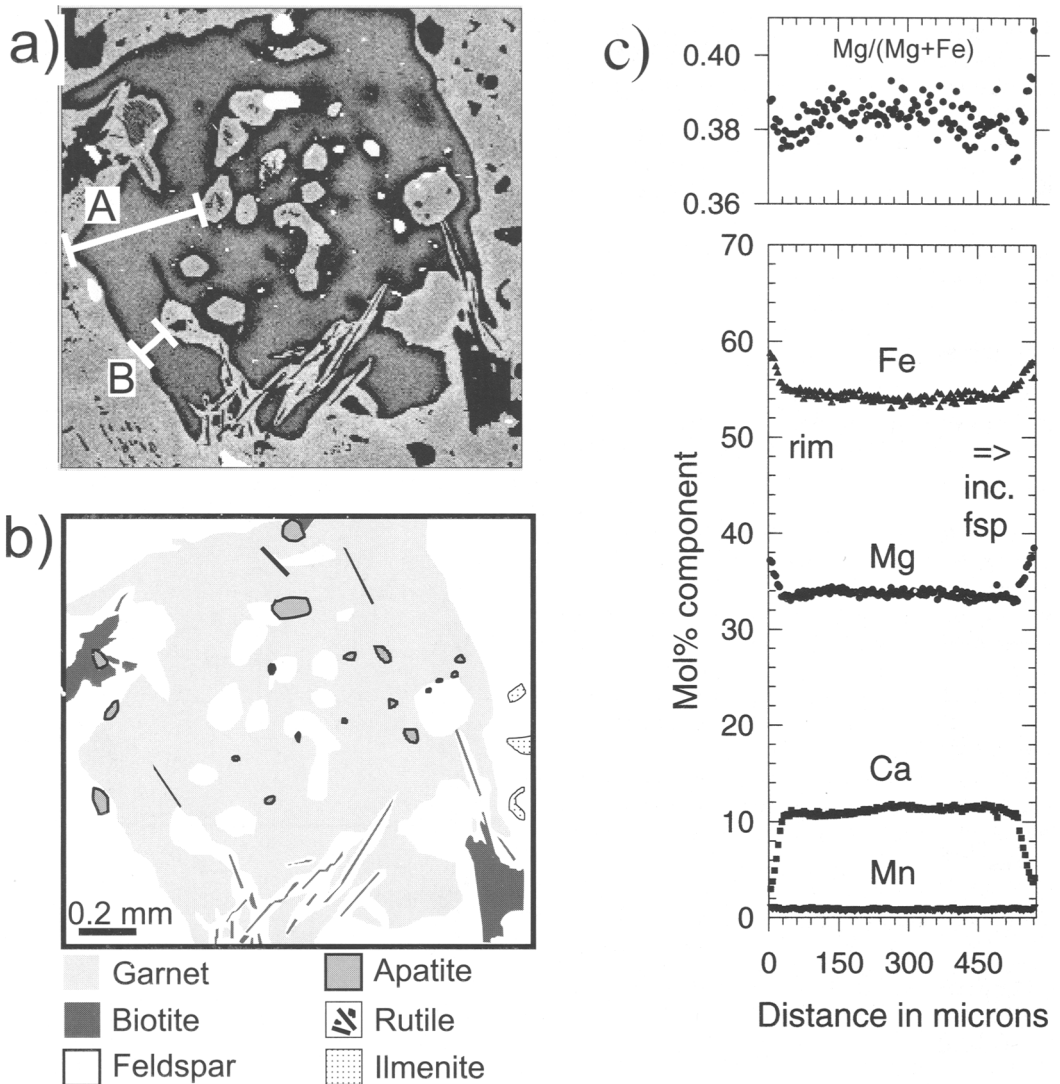 a)
A
B
b)
0.2 mm
Garnet
Apatite
Biotite
Rutile
Feldspar
Ilmenite
c)
Mg/(Mg+Fe)
0.40
0.38
0.36
70
60
50
40
30
20
10
0
Mol% component
Fe
rim
=>
inc.
fsp
Mg
Ca
Mn
0
150
300
450
Distance in microns